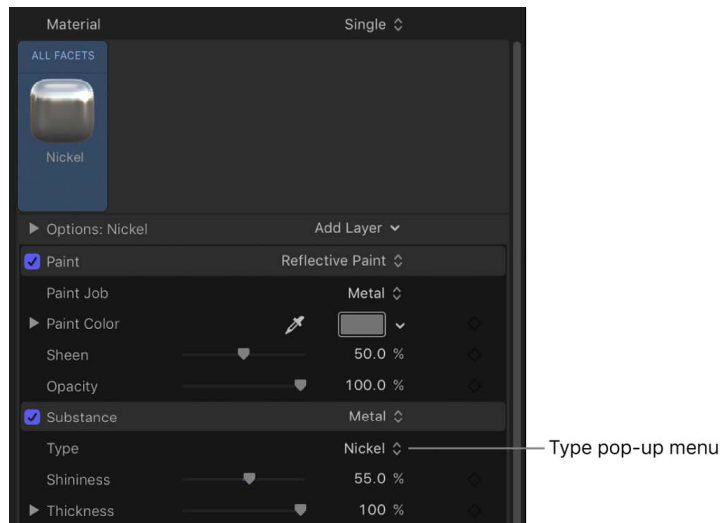 Material Single
ALL FACETS
Nickel
Options: Nickel Add Layer
Paint Reflective Paint
Paint Job Metal
Paint Color
Sheen 50.0 %
Opacity 100.0 %
Substance Metal
Type Nickel Type pop-up menu
Shininess 55.0 %
Thickness 100 %